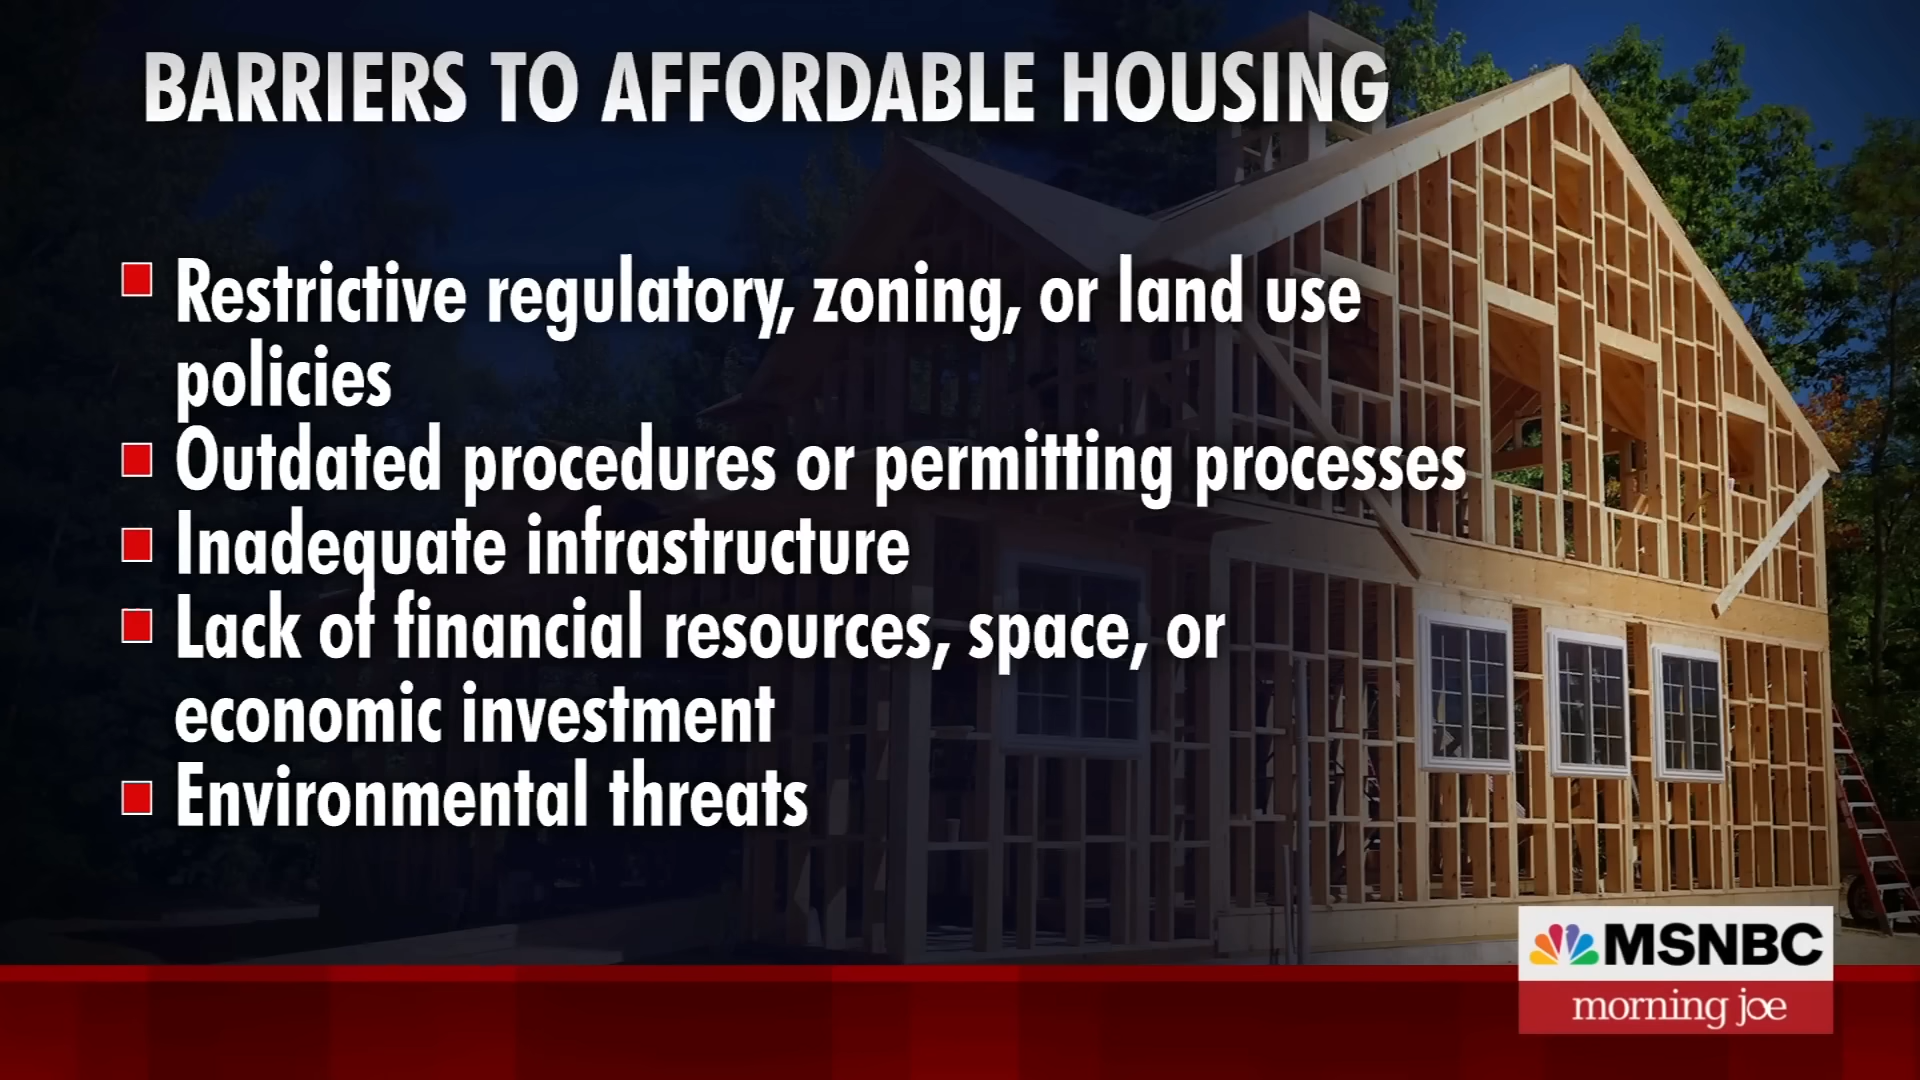 BARRIERS TO AFFORDABLE HOUSING
Restrictive regulatory, zoning, or land use
policies
Outdated procedures or permitting processes
Inadequate infrastructure
Lack of financial resources, space, or
economic investment
Environmental threats
MSNBC
morning joe